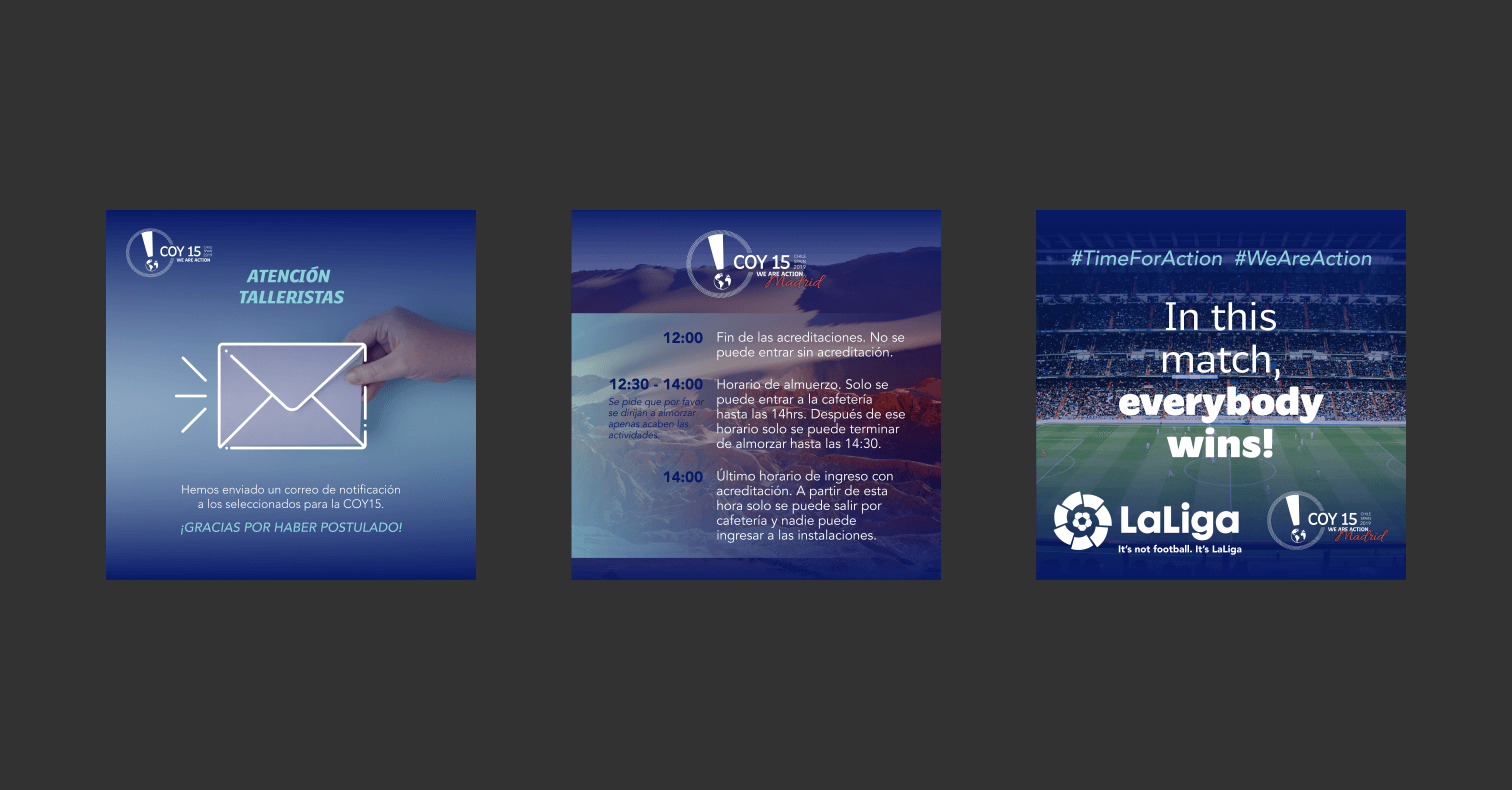 COY 15
CHILE
SPAIN
2019
WE ARE ACTION
ATENCIÓN
TALLERISTAS
Hemos enviado un correo de notificación
a los seleccionados para la COY15.
¡GRACIAS POR HABER POSTULADO!
COY 15
CHILE
SPAIN
2019
WE ARE ACTION
Madrid
12:00
Fin de las acreditaciones. No se
puede entrar sin acreditación.
12:30 - 14:00
Se pide que por favor
se dirijàn a almorzar
apenas acaben las
actividades.
Horario de almuerzo. Solo se
puede entrar a la cafetería
hasta las 14hrs. Después de ese
horario solo se puede terminar
de almorzar hasta las 14:30.
14:00
Último horario de ingreso con
acreditación. A partir de esta
hora solo se puede salir por
cafetería y nadie puede
ingresar a las instalaciones.
#TimeForAction #WeAreAction
In this
match,
everybody
wins!
LaLiga
It's not football. It's LaLiga
COY 15
CHILE
SPAIN
2019
WE ARE ACTION
Madrid